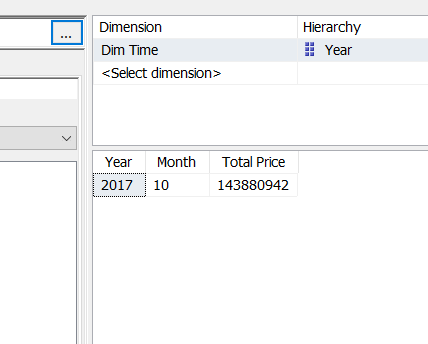 ...
Dimension Hierarchy
Dim Time Year
<Select dimension>
Year Month Total Price
2017 10 143880942